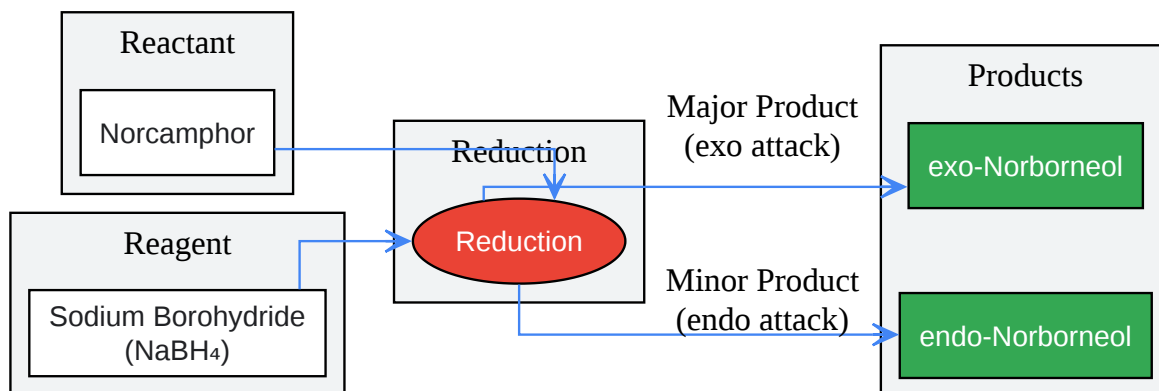 Reactant
Norcamphor
Reagent
Sodium Borohydride
(NaBH₄)
Reduction
Reduction
Major Product
(exo attack)
Minor Product
(endo attack)
Products
exo-Norborneol
endo-Norborneol